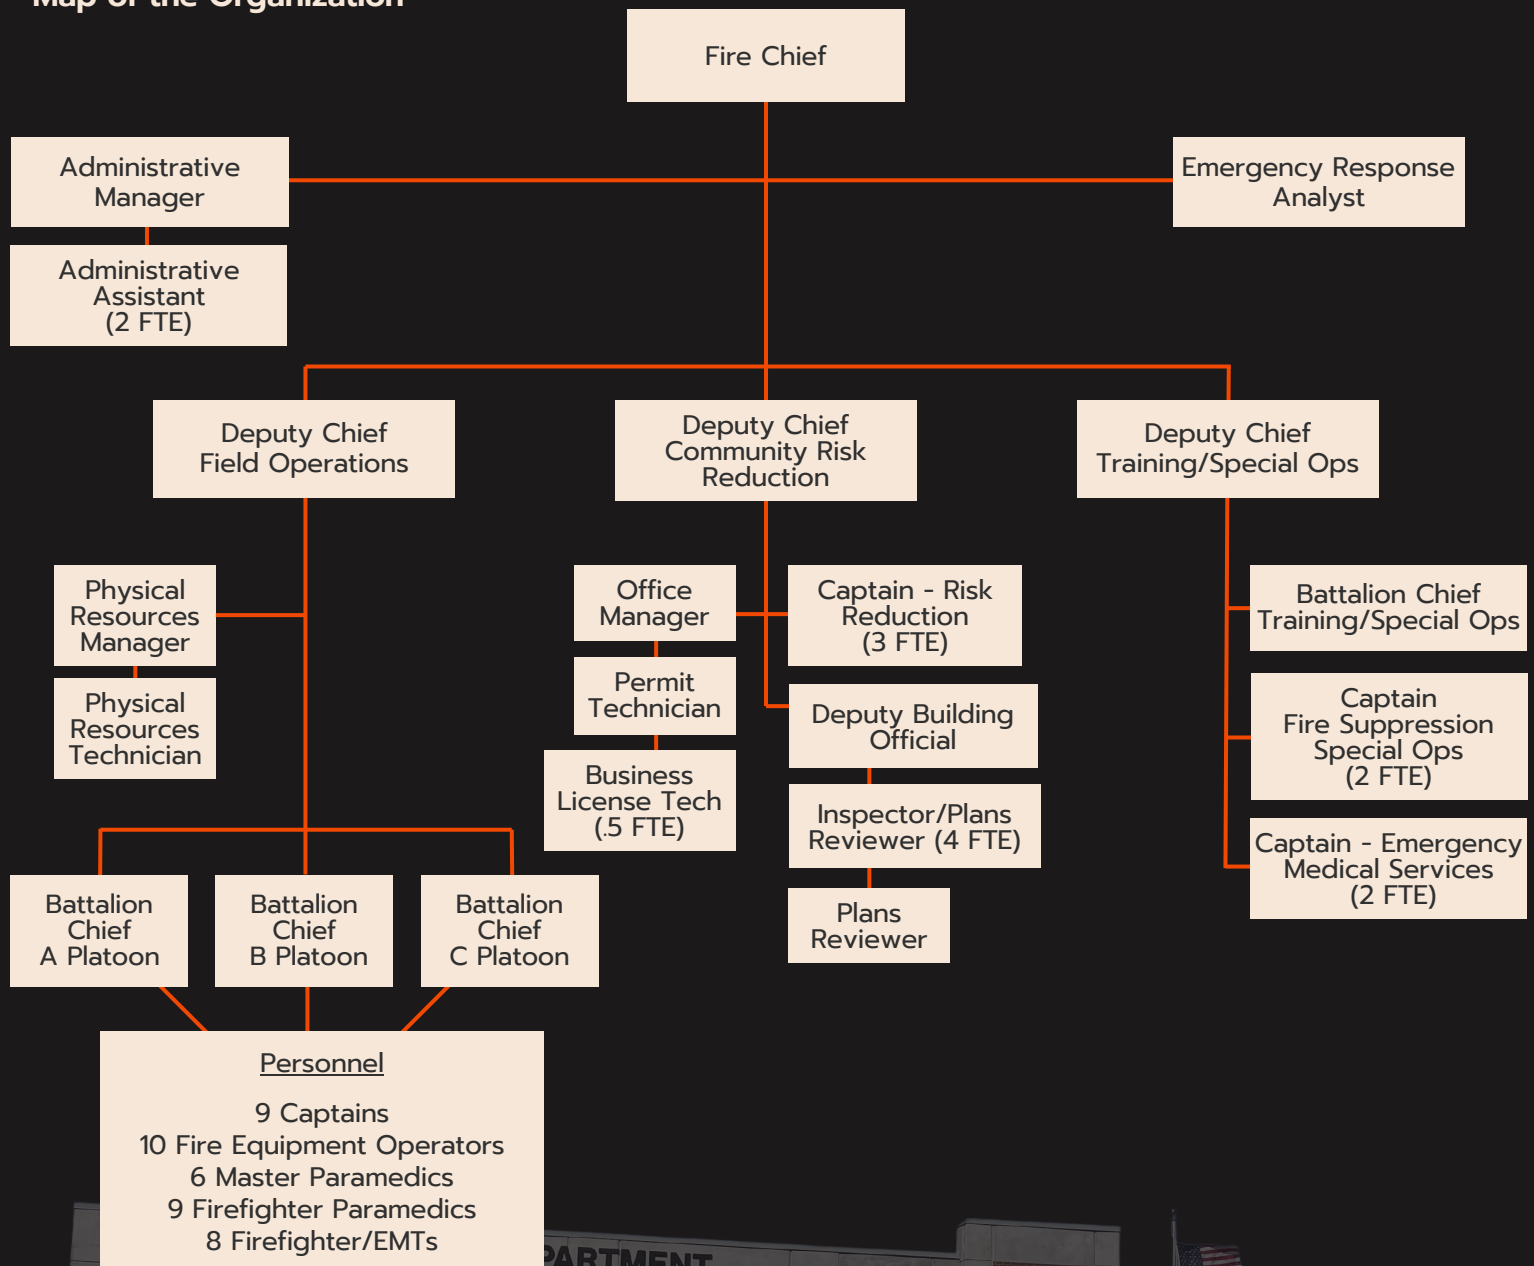 Map of the Organization
Fire Chief
Administrative
Manager
Emergency Response
Analyst
Administrative
Assistant
(2 FTE)
Deputy Chief
Field Operations
Deputy Chief
Community Risk
Reduction
Deputy Chief
Training/Special Ops
Physical
Resources
Manager
Physical
Resources
Technician
Office
Manager
Permit
Technician
Business
License Tech
(.5 FTE)
Captain - Risk
Reduction
(3 FTE)
Deputy Building
Official
Inspector/Plans
Reviewer (4 FTE)
Plans
Reviewer
Battalion Chief
Training/Special Ops
Captain
Fire Suppression
Special Ops
(2 FTE)
Captain - Emergency
Medical Services
(2 FTE)
Battalion
Chief
A Platoon
Battalion
Chief
B Platoon
Battalion
Chief
C Platoon
Personnel
9 Captains
10 Fire Equipment Operators
6 Master Paramedics
9 Firefighter Paramedics
8 Firefighter/EMTs
PARTMENT